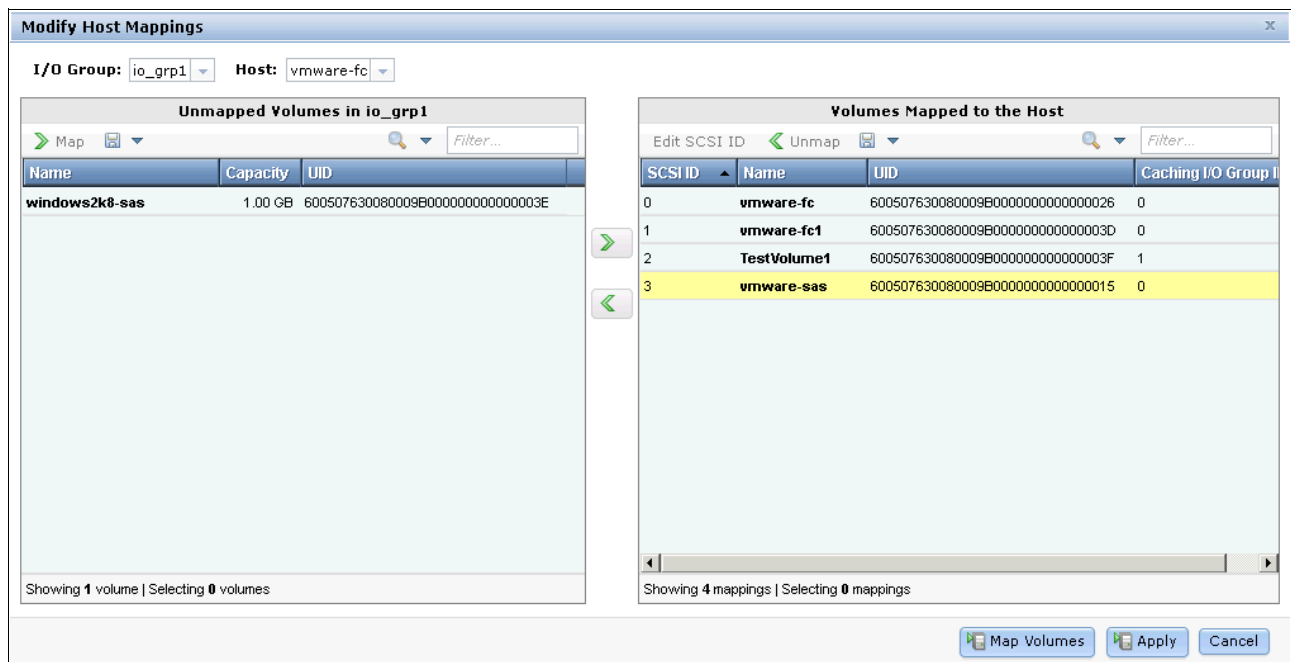 Modify Host Mappings x
I/O Group: io_grp1 Host: vmware-fc
Unmapped Volumes in io_grp1
Map Filter...
Name Capacity UID
windows2k8-sas 1.00 GB 600507630080009B000000000000003E
Showing 1 volume | Selecting 0 volumes
Volumes Mapped to the Host
Edit SCSI ID Unmap Filter...
SCSI ID Name UID Caching I/O Group I
0 vmware-fc 600507630080009B0000000000000026 0
1 vmware-fc1 600507630080009B000000000000003D 0
2 TestVolume1 600507630080009B000000000000003F 1
3 vmware-sas 600507630080009B0000000000000015 0
Showing 4 mappings | Selecting 0 mappings
Map Volumes Apply Cancel